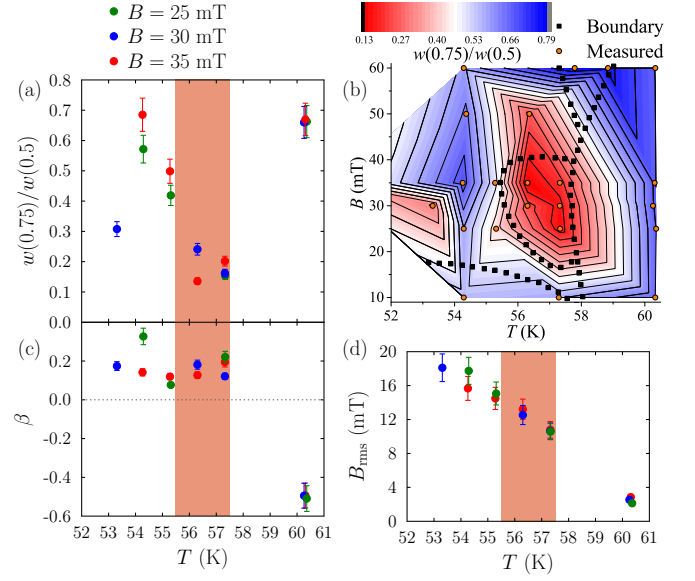 B = 25 mT
B = 30 mT
B = 35 mT
(a)
0.8
0.7
0.6
0.5
0.4
0.3
0.2
0.1
0.0
w(0.75)/w(0.5)
0.13 0.27 0.40 0.53 0.66 0.79
w(0.75)/w(0.5)
Boundary
Measured
(b)
60
50
40
30
20
10
B (mT)
52 54 56 58 60
T (K)
(c)
0.2
0.0
-0.2
-0.4
-0.6
β
52 53 54 55 56 57 58 59 60 61
T (K)
(d)
20
16
12
8
4
0
Brms (mT)
52 53 54 55 56 57 58 59 60 61
T (K)